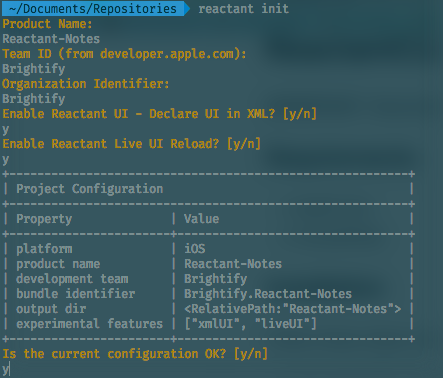 ~/Documents/Repositories reactant init
Product Name:
Reactant-Notes
Team ID (from developer.apple.com):
Brightify
Organization Identifier:
Brightify
Enable Reactant UI - Declare UI in XML? [y/n]
y
Enable Reactant Live UI Reload? [y/n]
y
+----------------------------------------------------+
| Project Configuration                              |
+---------------------+------------------------------+
| Property            | Value                        |
+---------------------+------------------------------+
| platform            | iOS                          |
| product name        | Reactant-Notes               |
| development team    | Brightify                    |
| bundle identifier   | Brightify.Reactant-Notes     |
| output dir          | <RelativePath:"Reactant-Notes"> |
| experimental features | ["xmlUI", "liveUI"]        |
+---------------------+------------------------------+
Is the current configuration OK? [y/n]
y